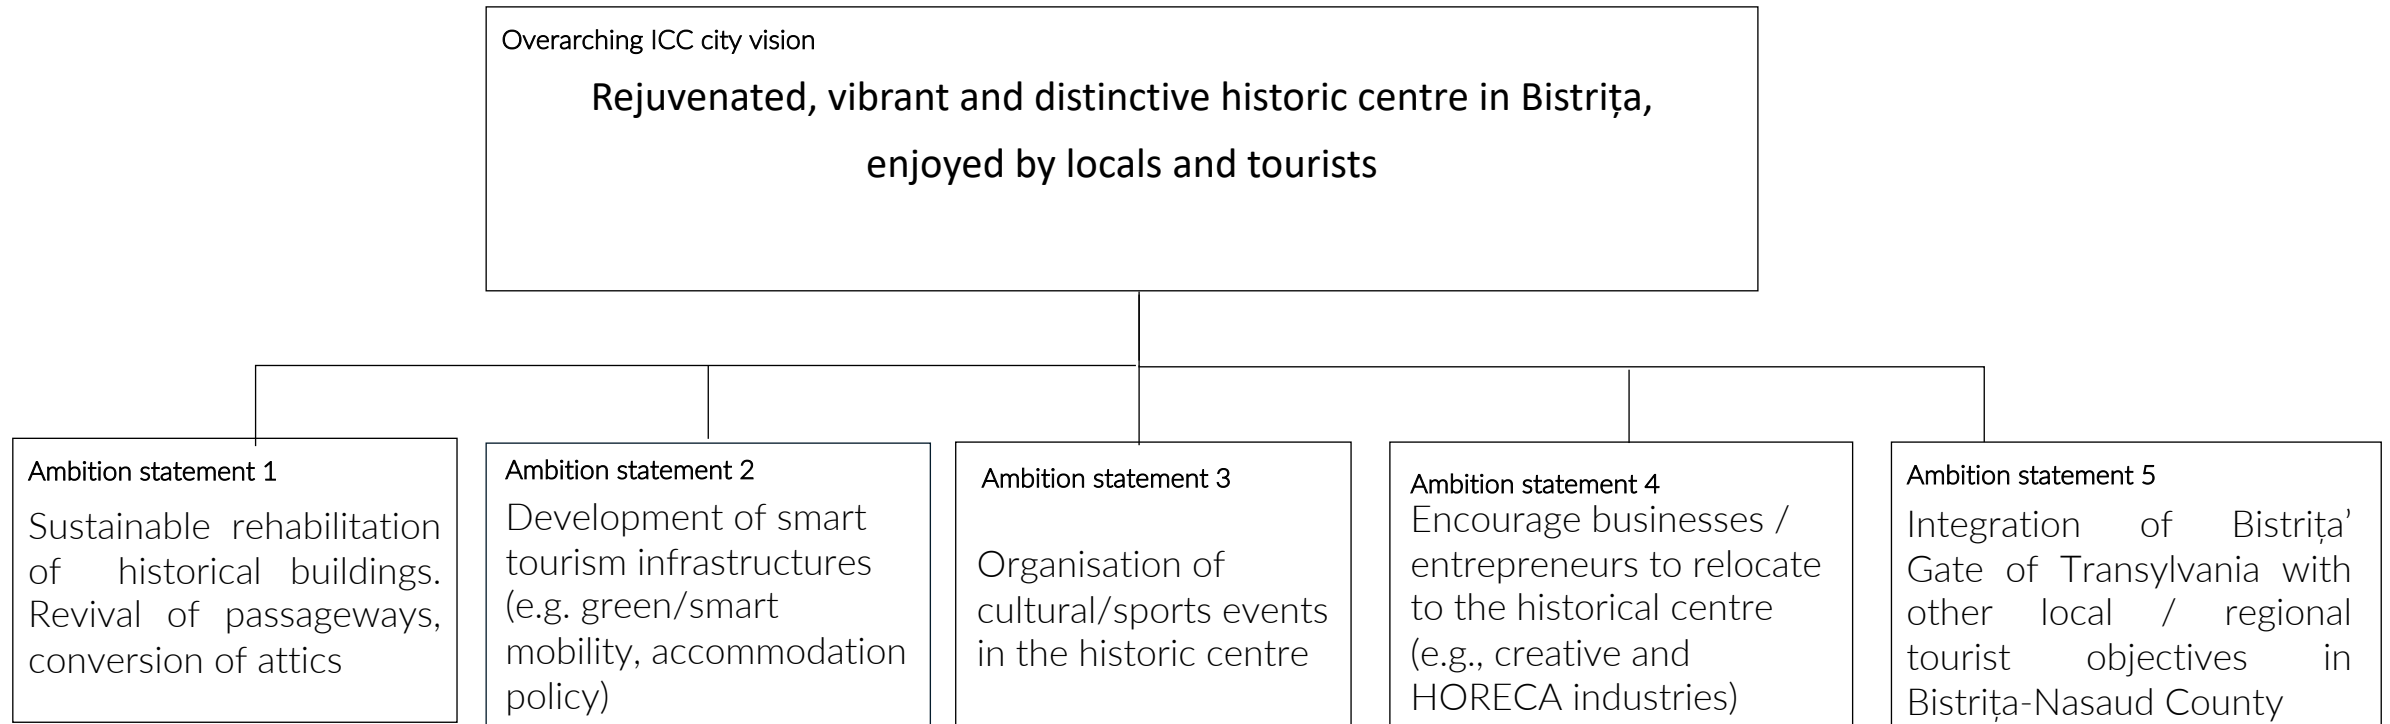 Overarching ICC city vision
Rejuvenated, vibrant and distinctive historic centre in Bistrița,
enjoyed by locals and tourists
Ambition statement 1
Sustainable rehabilitation
of historical buildings.
Revival of passageways,
conversion of attics
Ambition statement 2
Development of smart
tourism infrastructures
(e.g. green/smart
mobility, accommodation
policy)
Ambition statement 3
Organisation of
cultural/sports events
in the historic centre
Ambition statement 4
Encourage businesses /
entrepreneurs to relocate
to the historical centre
(e.g., creative and
HORECA industries)
Ambition statement 5
Integration of Bistrița’
Gate of Transylvania with
other local / regional
tourist objectives in
Bistrița-Nasaud County